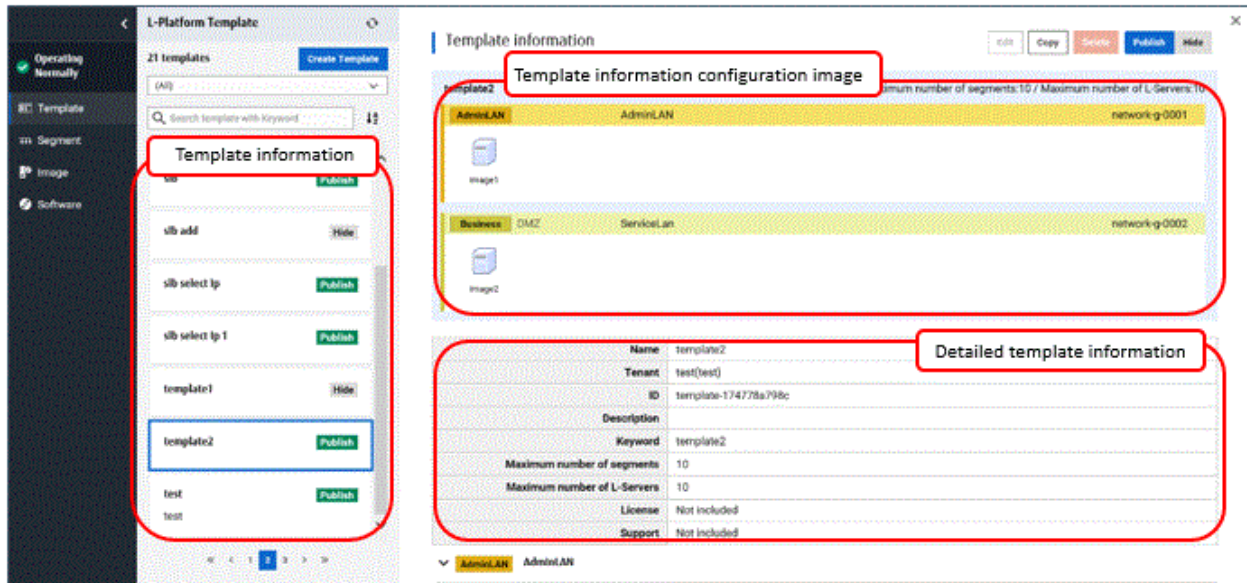 L-Platform Template
Operating
Normally
Template
Segment
Image
Software
21 templates
Create Template
(All)
Search template with Keyword
Template information
slb
Publish
slb add
Hide
slb select lp
Publish
slb select lp 1
Publish
template1
Hide
template2
Publish
test
Publish
test
1 2 3
Template information
Edit Copy Delete Publish Hide
Template information configuration image
template2
number of segments:10 / Maximum number of L-Servers:10
AdminLAN AdminLAN network-g-0001
image1
Business DMZ ServiceLan network-g-0002
image2
Detailed template information
Name template2
Tenant test(test)
ID template-174778a798c
Description
Keyword template2
Maximum number of segments 10
Maximum number of L-Servers 10
License Not included
Support Not included
AdminLAN AdminLAN